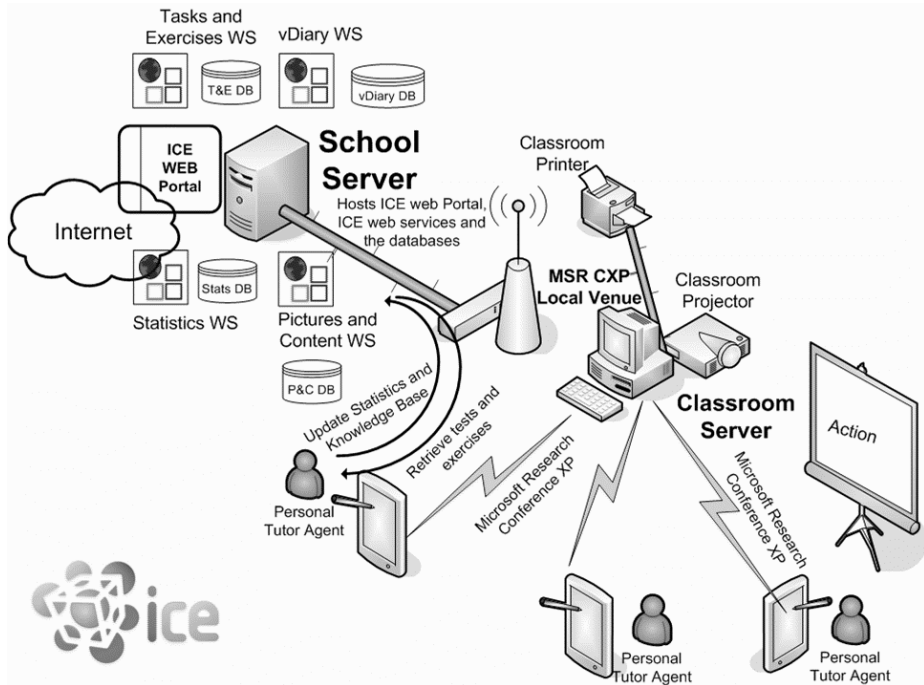 Tasks and
Exercises WS
vDiary WS
T&E DB
vDiary DB
ICE
WEB
Portal
School
Server
Hosts ICE web Portal,
ICE web services and
the databases
Internet
Classroom
Printer
MSR CXP
Local Venue
Classroom
Projector
Stats DB
Statistics WS
Pictures and
Content WS
P&C DB
Update Statistics and
Knowledge Base
Retrieve tests and
exercises
Classroom
Server
Action
Microsoft Research
Conference XP
Microsoft Research
Conference XP
Personal
Tutor Agent
Personal
Tutor Agent
Personal
Tutor Agent
ice